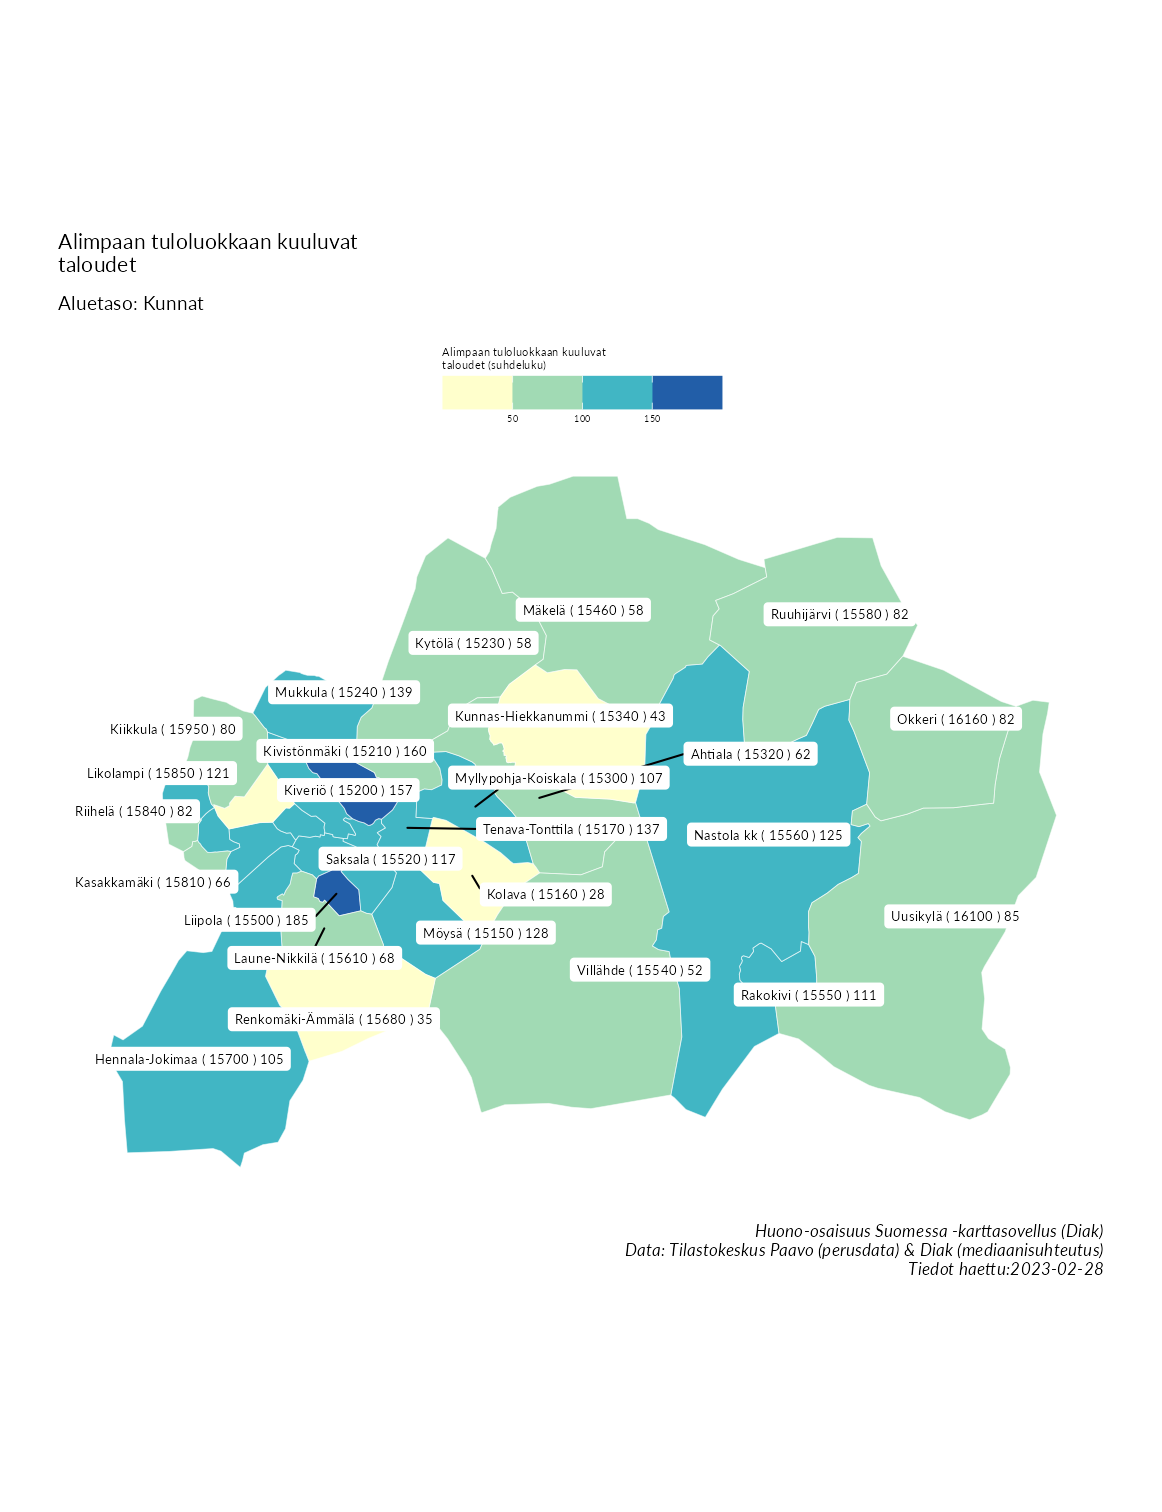 Alimpaan tuloluokkaan kuuluvat
taloudet
Aluetaso: Kunnat
Alimpaan tuloluokkaan kuuluvat
taloudet (suhdeluku)
50 100 150
Mäkelä ( 15460 ) 58
Ruuhijärvi ( 15580 ) 82
Kytölä ( 15230 ) 58
Mukkula ( 15240 ) 139
Kunnas-Hiekkanummi ( 15340 ) 43
Okkeri ( 16160 ) 82
Kiikkula ( 15950 ) 80
Kivistönmäki ( 15210 ) 160
Ahtiala ( 15320 ) 62
Likolampi ( 15850 ) 121
Myllypohja-Koiskala ( 15300 ) 107
Kiveriö ( 15200 ) 157
Riihelä ( 15840 ) 82
Tenava-Tonttila ( 15170 ) 137
Nastola kk ( 15560 ) 125
Saksala ( 15520 ) 117
Kasakkamäki ( 15810 ) 66
Kolava ( 15160 ) 28
Liipola ( 15500 ) 185
Uusikylä ( 16100 ) 85
Möysä ( 15150 ) 128
Laune-Nikkilä ( 15610 ) 68
Villähde ( 15540 ) 52
Rakokivi ( 15550 ) 111
Renkomäki-Ämmälä ( 15680 ) 35
Hennala-Jokimaa ( 15700 ) 105
Huono-osaisuus Suomessa -karttasovellus (Diak)
Data: Tilastokeskus Paavo (perusdata) & Diak (mediaanisuhteutus)
Tiedot haettu:2023-02-28